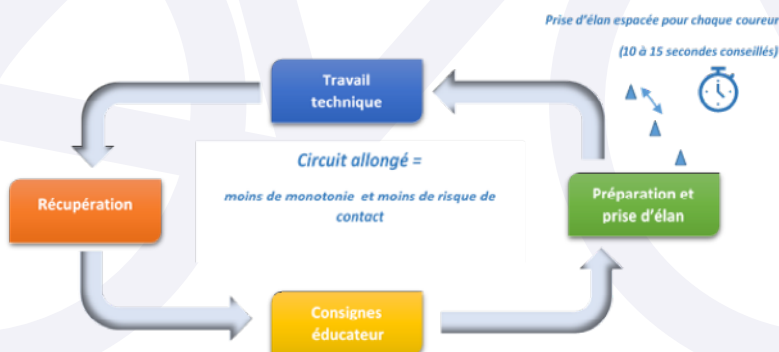 Prise d'élan espacée pour chaque coureur
(10 à 15 secondes conseillés)
Travail
technique
Circuit allongé =
moins de monotonie et moins de risque de
contact
Récupération
Préparation et
prise d'élan
Consignes
éducateur